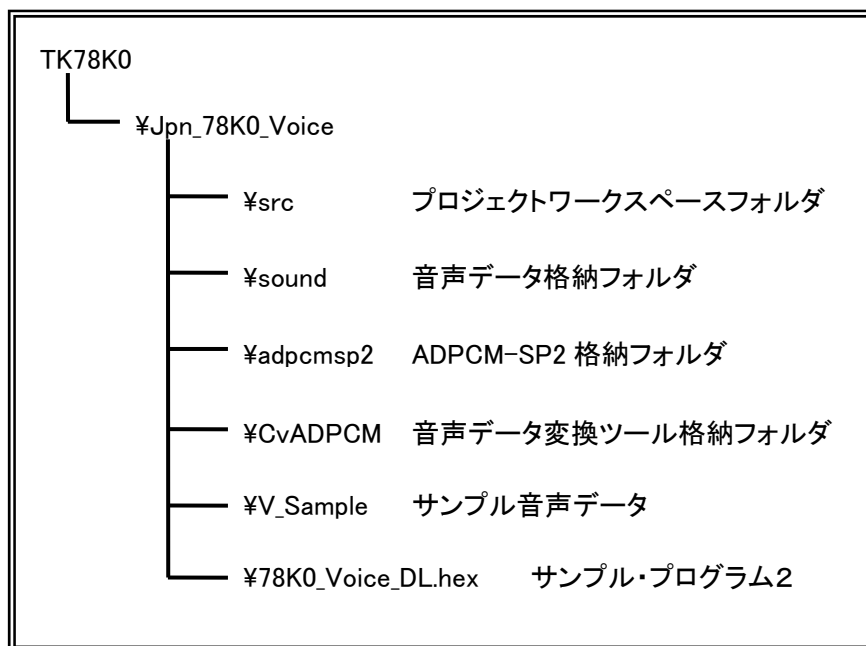 TK78K0
¥Jpn_78K0_Voice
¥src プロジェクトワークスペースフォルダ
¥sound 音声データ格納フォルダ
¥adpcmsp2 ADPCM-SP2 格納フォルダ
¥CvADPCM 音声データ変換ツール格納フォルダ
¥V_Sample サンプル音声データ
¥78K0_Voice_DL.hex サンプル・プログラム2